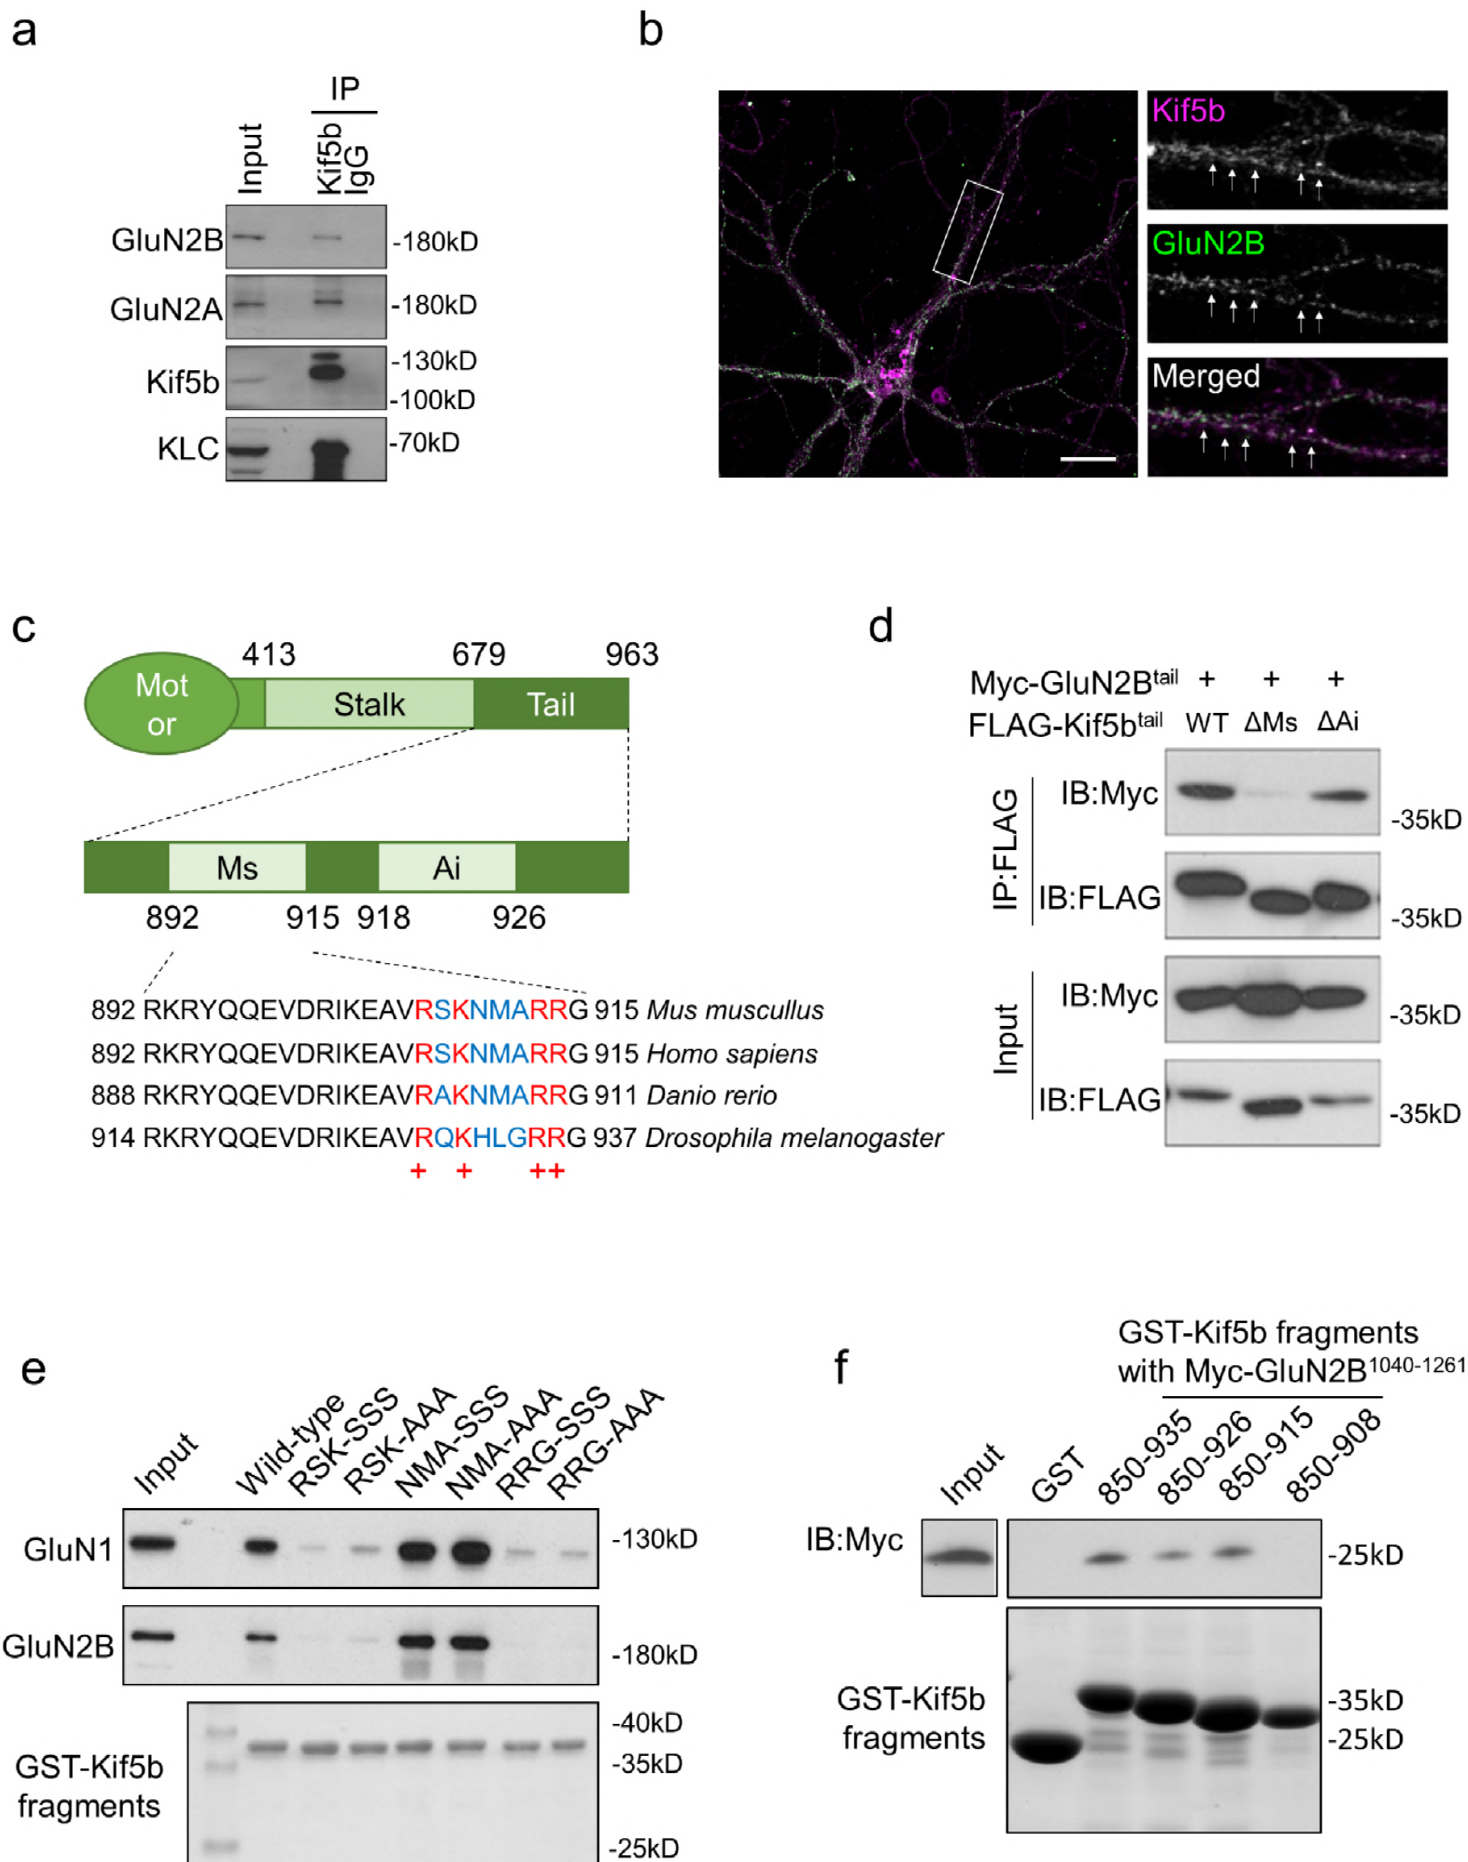 a
IP
Input
Kif5b
IgG
GluN2B
-180kD
GluN2A
-180kD
Kif5b
-130kD
-100kD
KLC
-70kD
b
Kif5b
GluN2B
Merged
c
413 679 963
Mot
or
Stalk
Tail
Ms
Ai
892 915 918 926
892 RKRYQQEVDRIKEAVRSKNMARRG 915 Mus muscullus
892 RKRYQQEVDRIKEAVRSKNMARRG 915 Homo sapiens
888 RKRYQQEVDRIKEAVRAKNMARRG 911 Danio rerio
914 RKRYQQEVDRIKEAVRQKHLGRRG 937 Drosophila melanogaster
+ + ++
d
Myc-GluN2Btail + + +
FLAG-Kif5btail WT ΔMs ΔAi
IP:FLAG
IB:Myc
-35kD
IB:FLAG
-35kD
Input
IB:Myc
-35kD
IB:FLAG
-35kD
e
Input
Wild-type
RSK-SSS
RSK-AAA
NMA-SSS
NMA-AAA
RRG-SSS
RRG-AAA
GluN1
-130kD
GluN2B
-180kD
GST-Kif5b
fragments
-40kD
-35kD
-25kD
f
GST-Kif5b fragments
with Myc-GluN2B1040-1261
Input
GST
850-935
850-926
850-915
850-908
IB:Myc
-25kD
GST-Kif5b
fragments
-35kD
-25kD